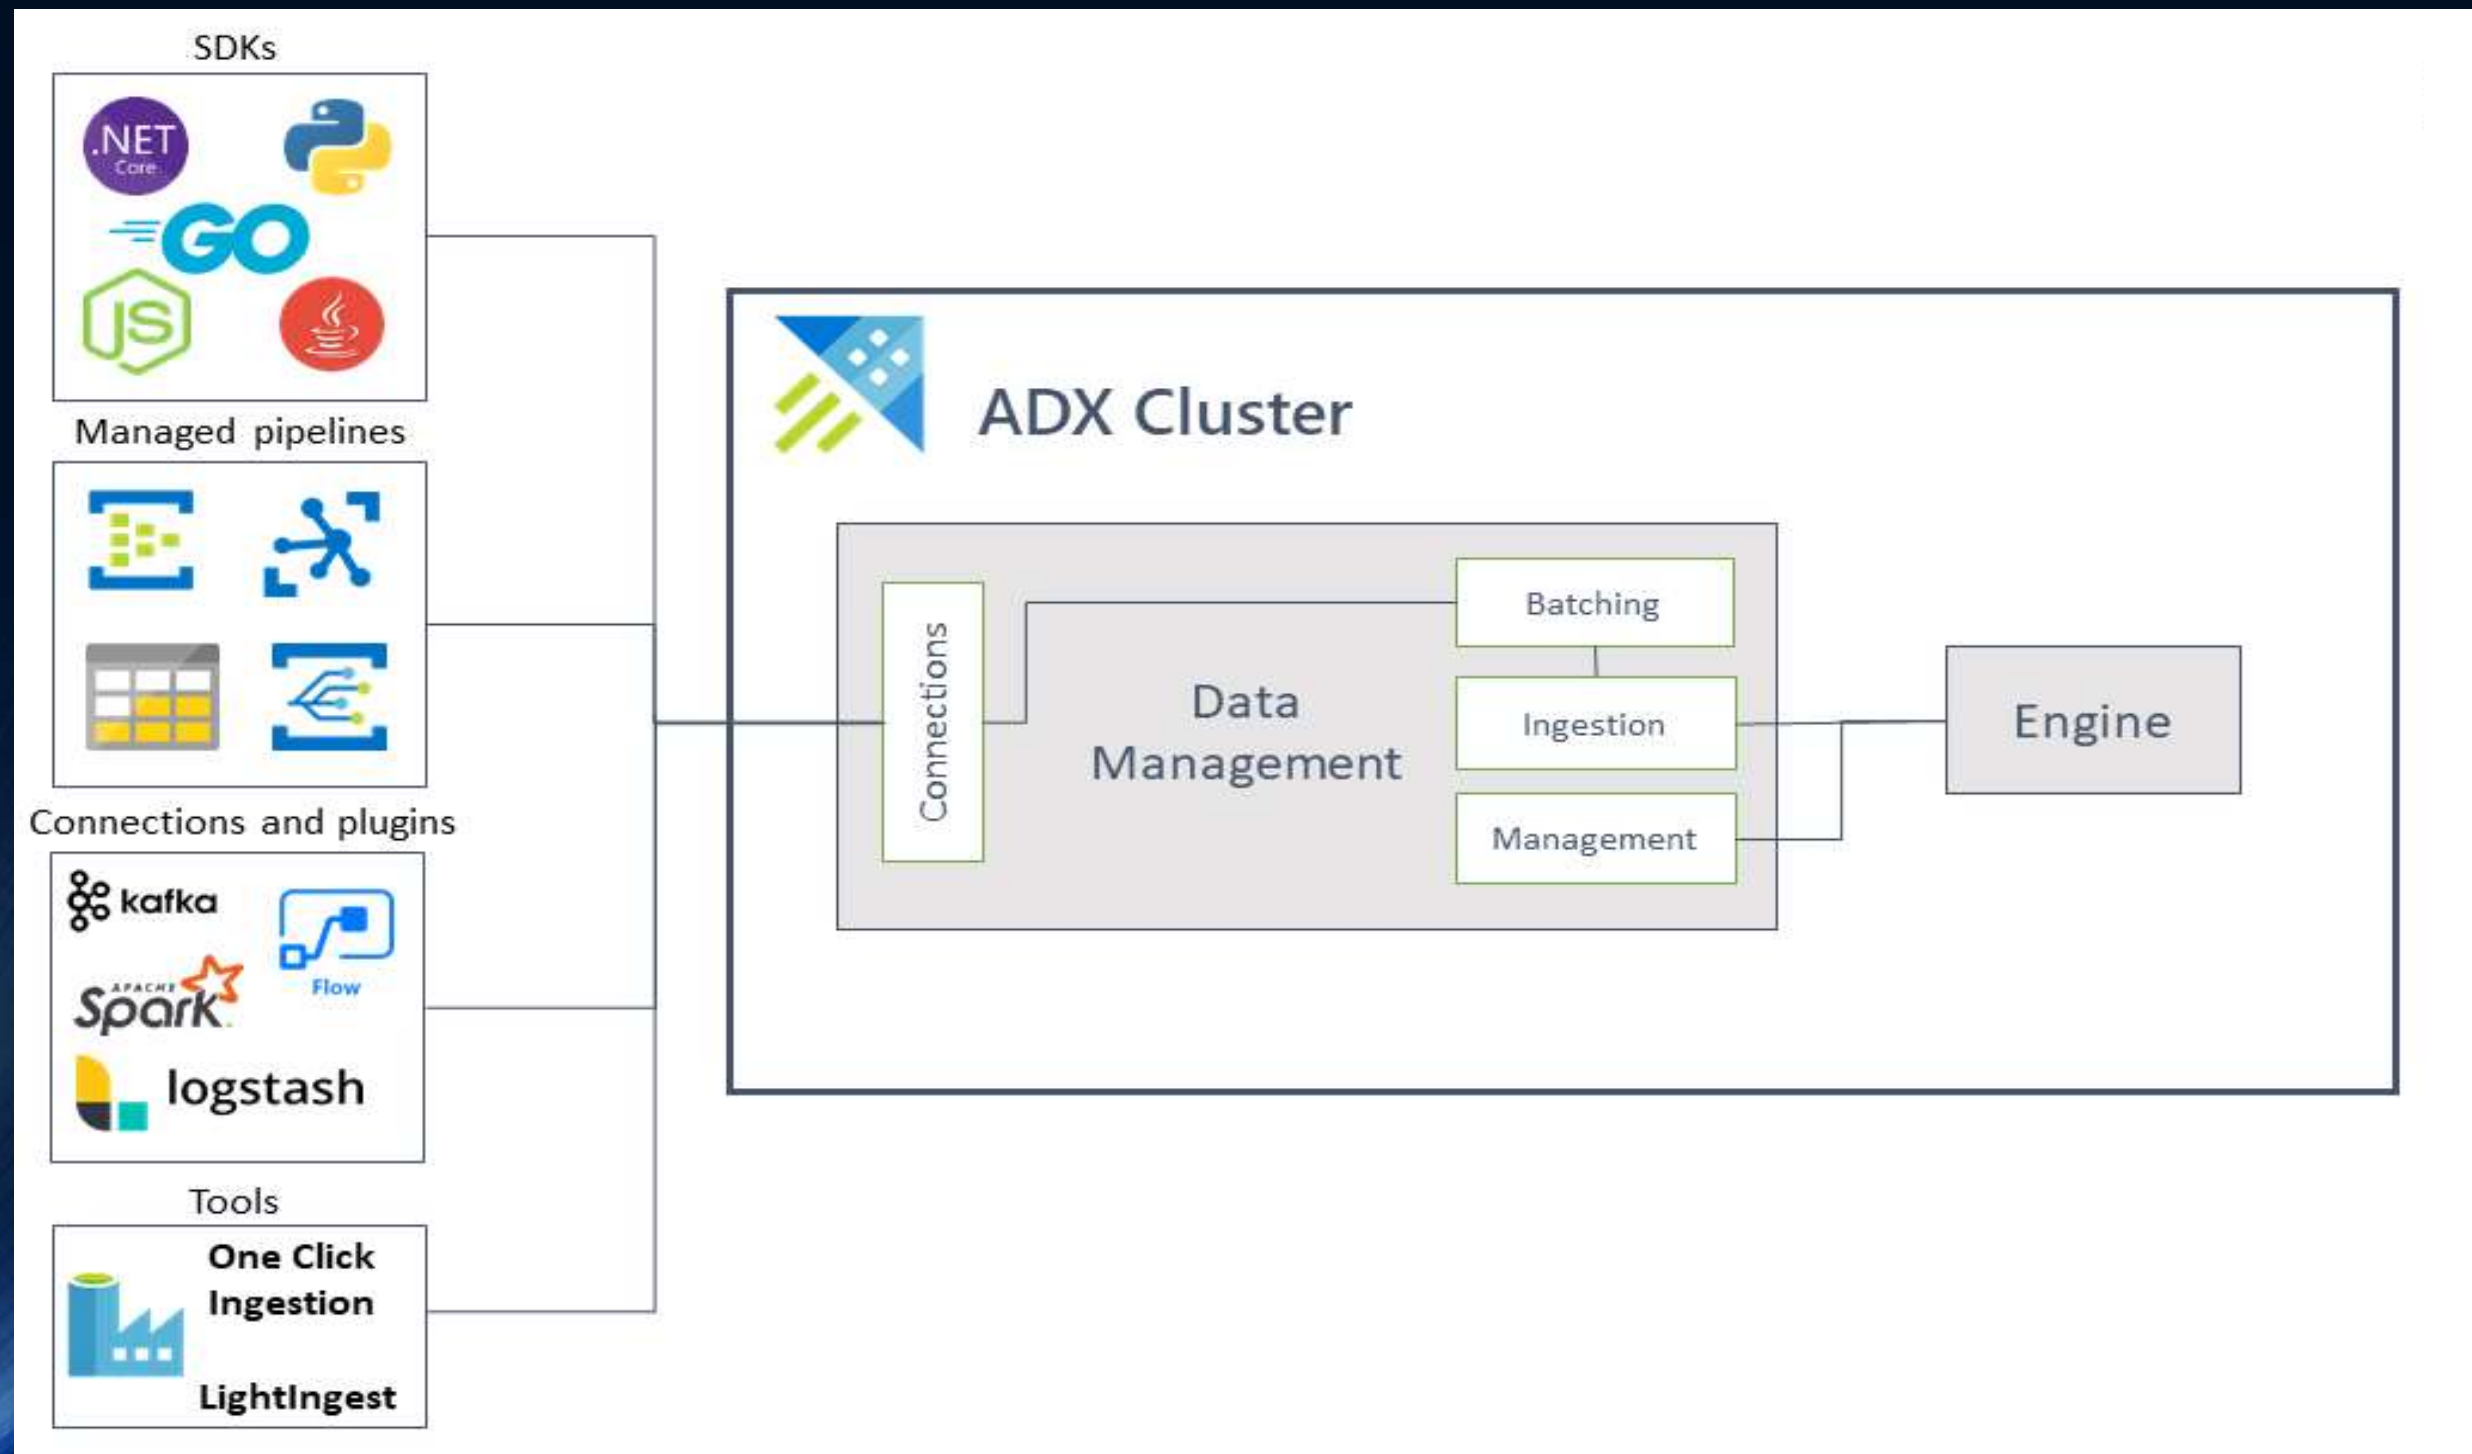 SDKs
.NET
Core
GO
JS
Managed pipelines
Connections and plugins
kafka
Flow
APACHE
Spark
logstash
Tools
One Click
Ingestion
LightIngest
ADX Cluster
Connections
Data
Management
Batching
Ingestion
Management
Engine